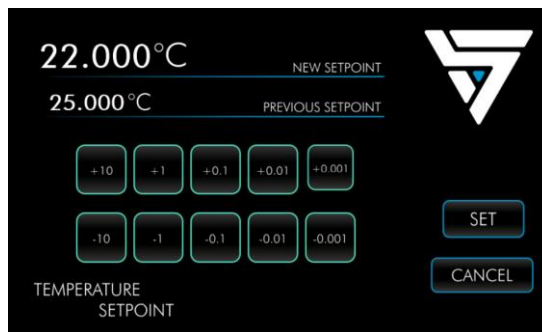 22.000°C NEW SETPOINT
25.000°C PREVIOUS SETPOINT
+10 +1 +0.1 +0.01 +0.001
-10 -1 -0.1 -0.01 -0.001
SET
CANCEL
TEMPERATURE
SETPOINT